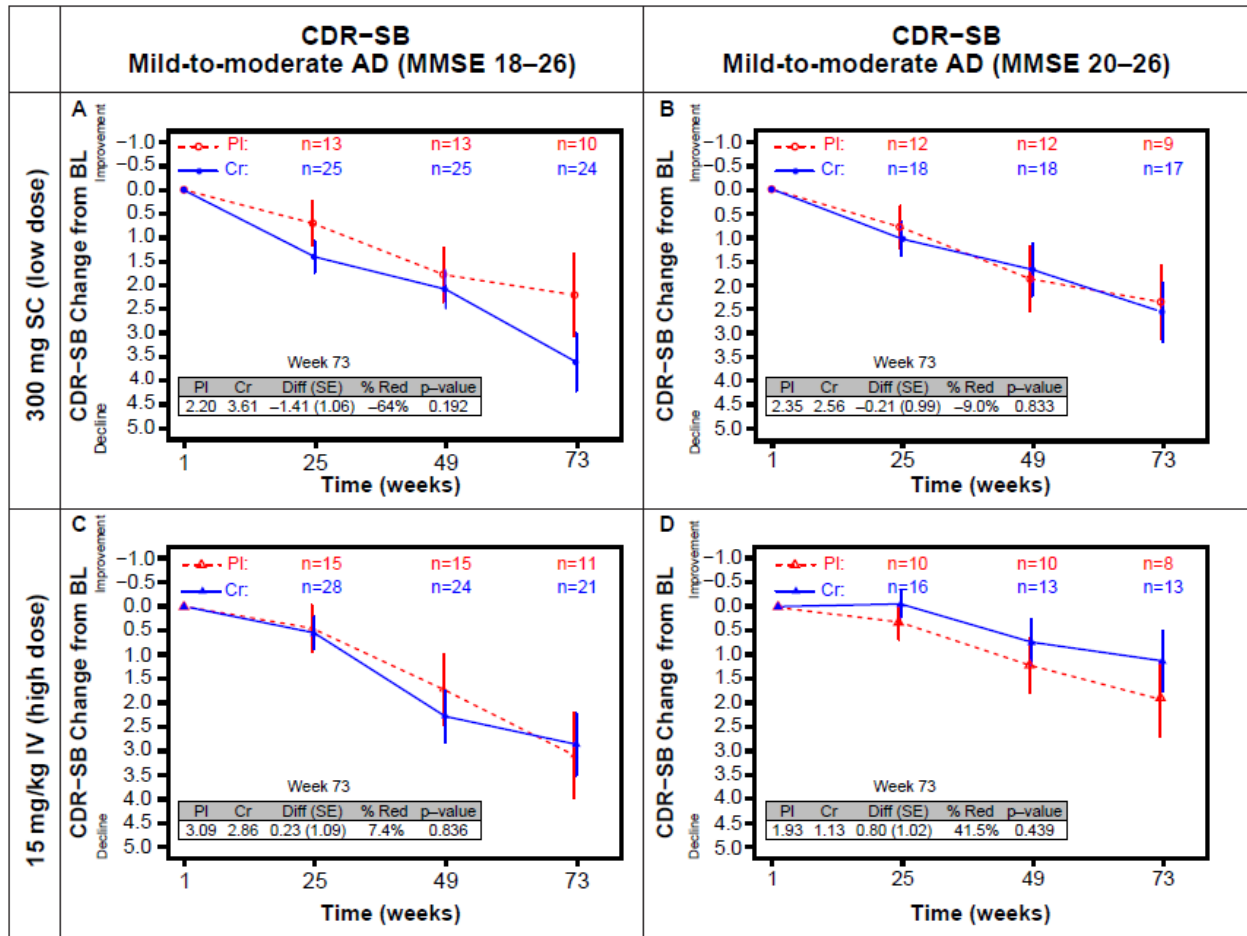 CDR−SB
Mild-to-moderate AD (MMSE 18–26)
CDR−SB
Mild-to-moderate AD (MMSE 20–26)
300 mg SC (low dose)
A
CDR−SB Change from BL
Improvement
Decline
−1.0
−0.5
0.0
0.5
1.0
1.5
2.0
2.5
3.0
3.5
4.0
4.5
5.0
Pl: n=13 n=13 n=10
Cr: n=25 n=25 n=24
Week 73
Pl Cr Diff (SE) % Red p–value
2.20 3.61 −1.41 (1.06) −64% 0.192
1 25 49 73
Time (weeks)
B
CDR−SB Change from BL
Improvement
Decline
−1.0
−0.5
0.0
0.5
1.0
1.5
2.0
2.5
3.0
3.5
4.0
4.5
5.0
Pl: n=12 n=12 n=9
Cr: n=18 n=18 n=17
Week 73
Pl Cr Diff (SE) % Red p–value
2.35 2.56 −0.21 (0.99) −9.0% 0.833
1 25 49 73
Time (weeks)
15 mg/kg IV (high dose)
C
CDR−SB Change from BL
Improvement
Decline
−1.0
−0.5
0.0
0.5
1.0
1.5
2.0
2.5
3.0
3.5
4.0
4.5
5.0
Pl: n=15 n=15 n=11
Cr: n=28 n=24 n=21
Week 73
Pl Cr Diff (SE) % Red p–value
3.09 2.86 0.23 (1.09) 7.4% 0.836
1 25 49 73
Time (weeks)
D
CDR−SB Change from BL
Improvement
Decline
−1.0
−0.5
0.0
0.5
1.0
1.5
2.0
2.5
3.0
3.5
4.0
4.5
5.0
Pl: n=10 n=10 n=8
Cr: n=16 n=13 n=13
Week 73
Pl Cr Diff (SE) % Red p–value
1.93 1.13 0.80 (1.02) 41.5% 0.439
1 25 49 73
Time (weeks)